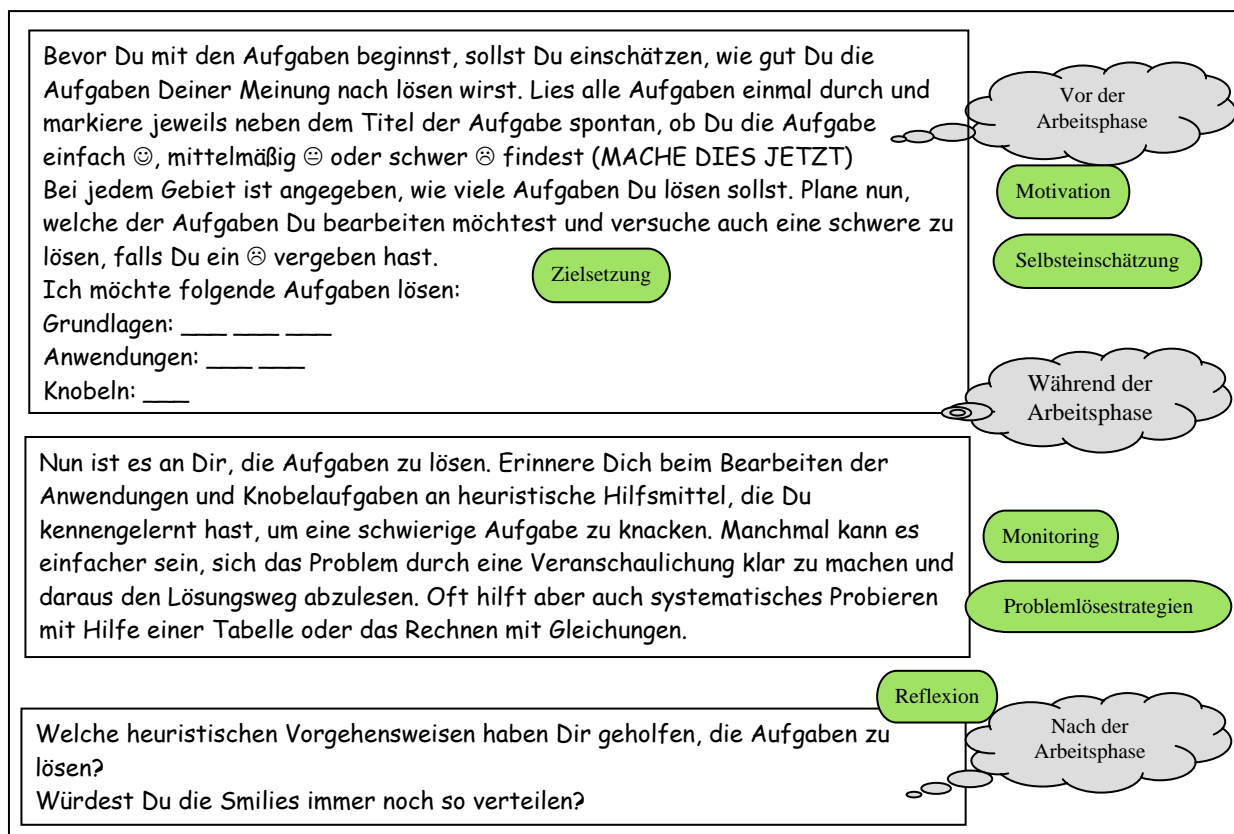 Bevor Du mit den Aufgaben beginnst, sollst Du einschätzen, wie gut Du die
Aufgaben Deiner Meinung nach lösen wirst. Lies alle Aufgaben einmal durch und
markiere jeweils neben dem Titel der Aufgabe spontan, ob Du die Aufgabe
einfach ☺, mittelmäßig 😐 oder schwer ☹ findest (MACHE DIES JETZT)
Bei jedem Gebiet ist angegeben, wie viele Aufgaben Du lösen sollst. Plane nun,
welche der Aufgaben Du bearbeiten möchtest und versuche auch eine schwere zu
lösen, falls Du ein ☹ vergeben hast.
Ich möchte folgende Aufgaben lösen:
Grundlagen: ___ ___ ___
Anwendungen: ___ ___
Knobeln: ___
Zielsetzung
Vor der
Arbeitsphase
Motivation
Selbsteinschätzung
Während der
Arbeitsphase
Nun ist es an Dir, die Aufgaben zu lösen. Erinnere Dich beim Bearbeiten der
Anwendungen und Knobelaufgaben an heuristische Hilfsmittel, die Du
kennengelernt hast, um eine schwierige Aufgabe zu knacken. Manchmal kann es
einfacher sein, sich das Problem durch eine Veranschaulichung klar zu machen und
daraus den Lösungsweg abzulesen. Oft hilft aber auch systematisches Probieren
mit Hilfe einer Tabelle oder das Rechnen mit Gleichungen.
Monitoring
Problemlösestrategien
Reflexion
Nach der
Arbeitsphase
Welche heuristischen Vorgehensweisen haben Dir geholfen, die Aufgaben zu
lösen?
Würdest Du die Smilies immer noch so verteilen?